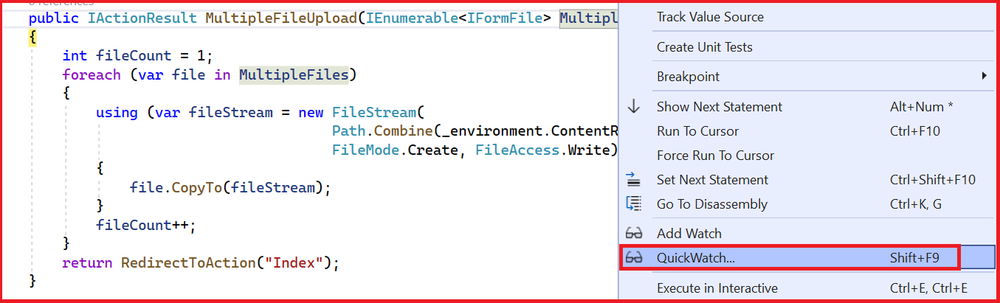 0 references
public IActionResult MultipleFileUpload(IEnumerable<IFormFile> Multipl
{
int fileCount = 1;
foreach (var file in MultipleFiles)
{
using (var fileStream = new FileStream(
Path.Combine(_environment.ContentR
FileMode.Create, FileAccess.Write)
{
file.CopyTo(fileStream);
}
fileCount++;
}
return RedirectToAction("Index");
}
Track Value Source
Create Unit Tests
Breakpoint
Show Next Statement Alt+Num *
Run To Cursor Ctrl+F10
Force Run To Cursor
Set Next Statement Ctrl+Shift+F10
Go To Disassembly Ctrl+K, G
Add Watch
QuickWatch... Shift+F9
Execute in Interactive Ctrl+E, Ctrl+E